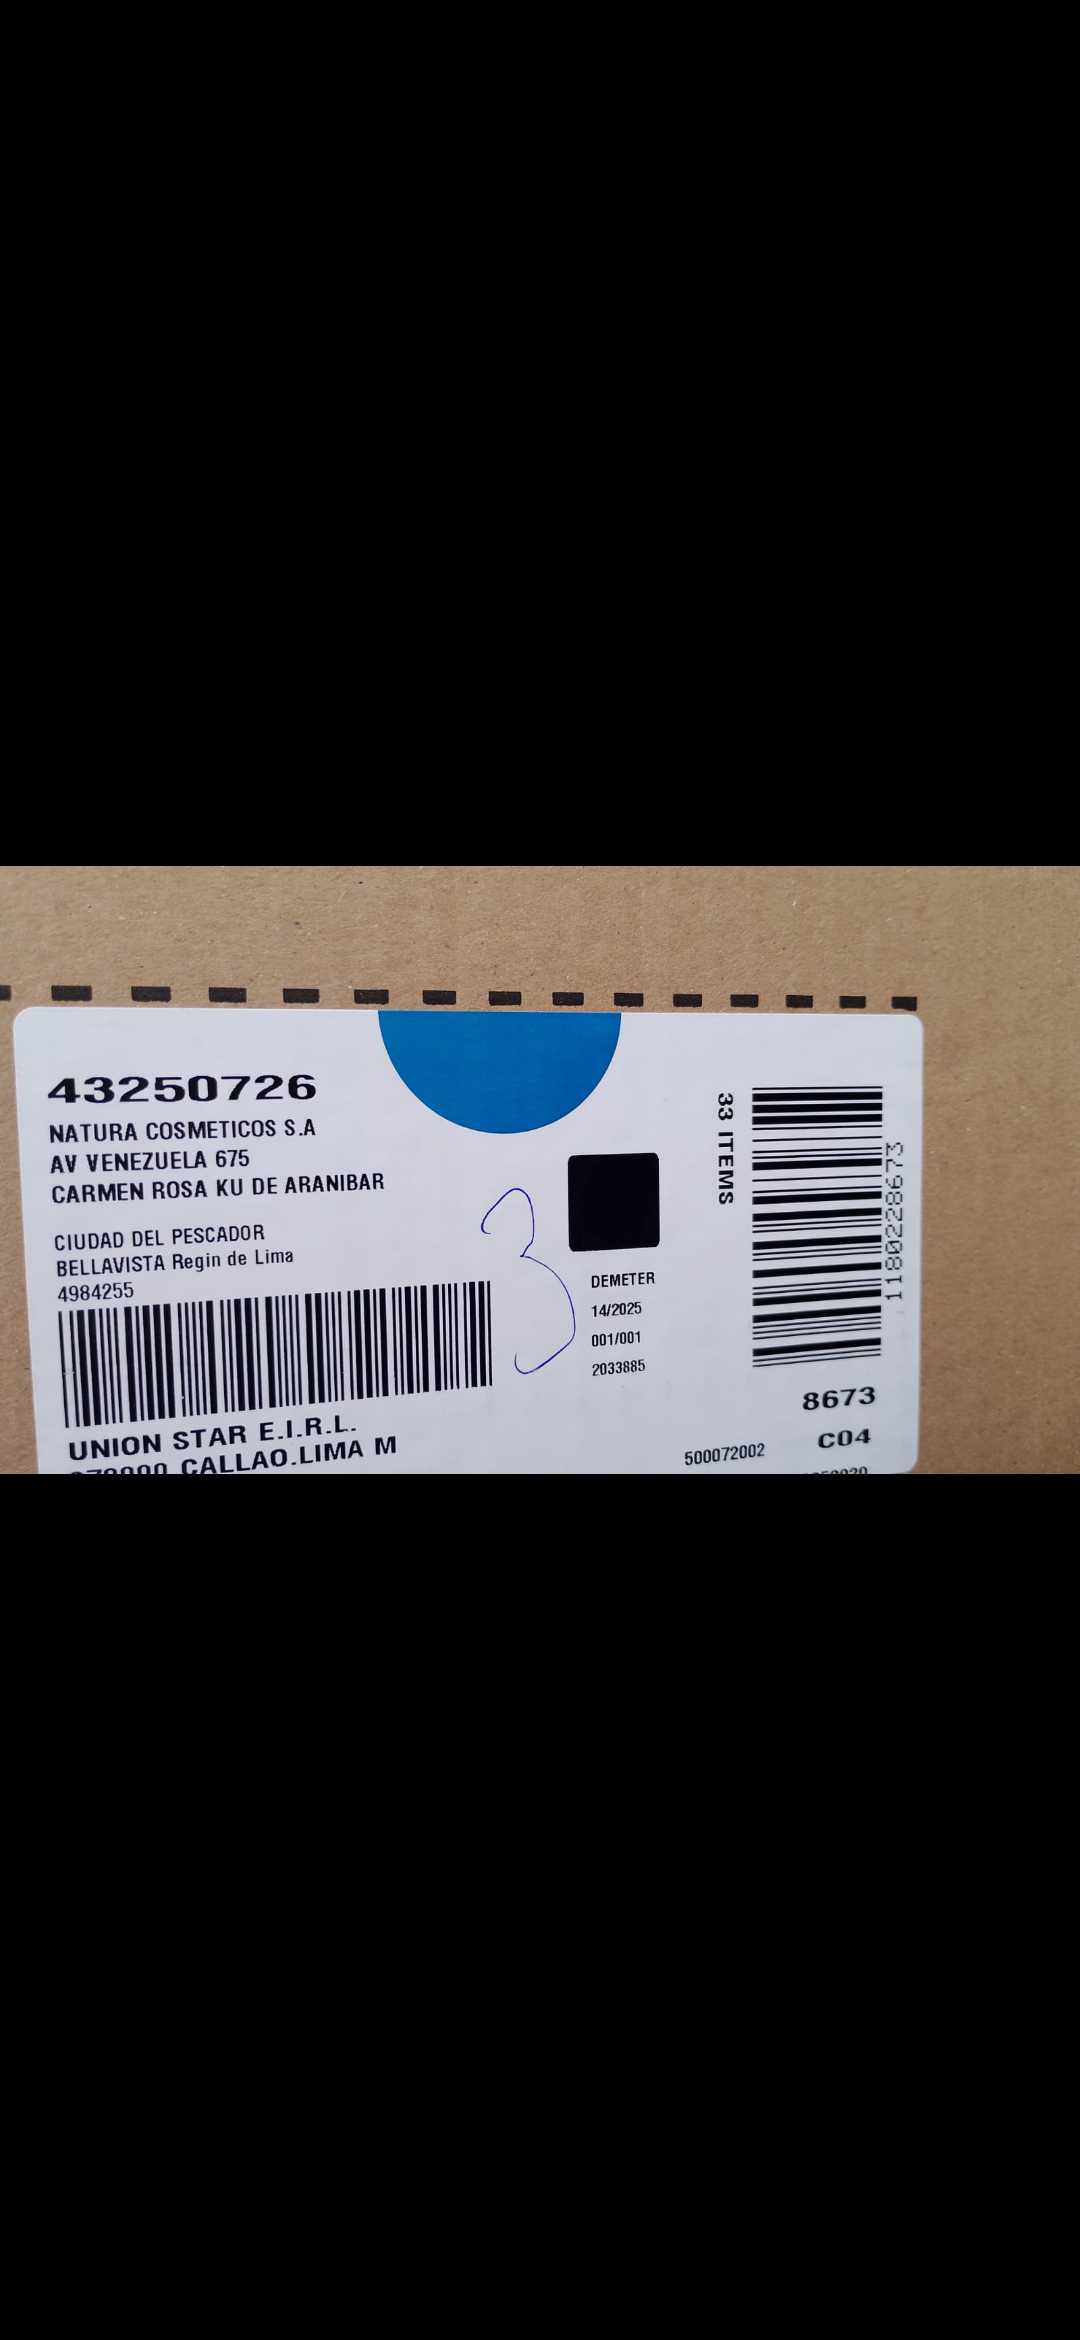 43250726
NATURA COSMETICOS S.A
AV VENEZUELA 675
CARMEN ROSA KU DE ARANIBAR
CIUDAD DEL PESCADOR
BELLAVISTA Regin de Lima
4984255
UNION STAR E.I.R.L.
CALLAO.LIMA M
3
DEMETER
14/2025
001/001
2033885
33 ITEMS
1180228673
8673
C04
500072002